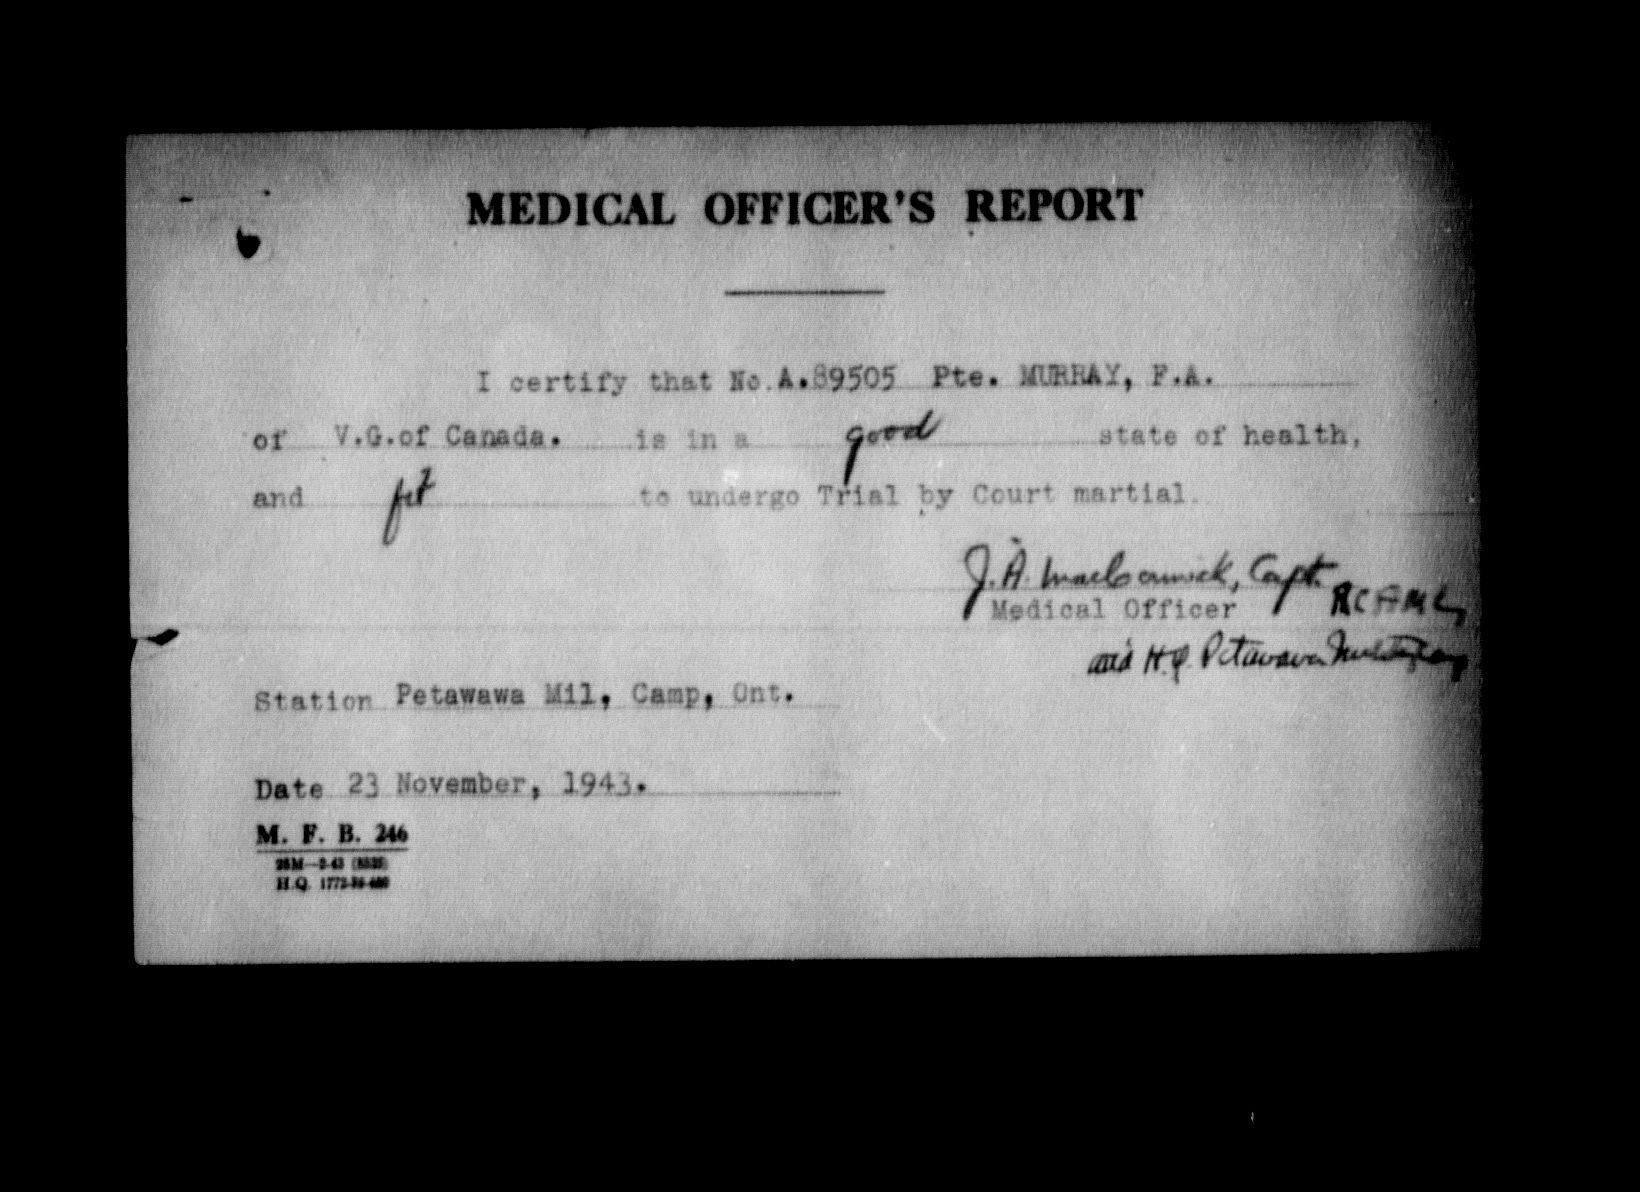 MEDICAL OFFICER'S REPORT
I certify that No. A.89505 Pte. MURRAY, F.A.
of V.G.of Canada. is in a good state of health,
and fit to undergo Trial by Court martial.
J. A. MacCormick, Capt. RCAMC,
Medical Officer
H.Q. Petawawa
Station Petawawa Mil, Camp, Ont.
Date 23 November, 1943.
M. F. B. 246
H.Q.